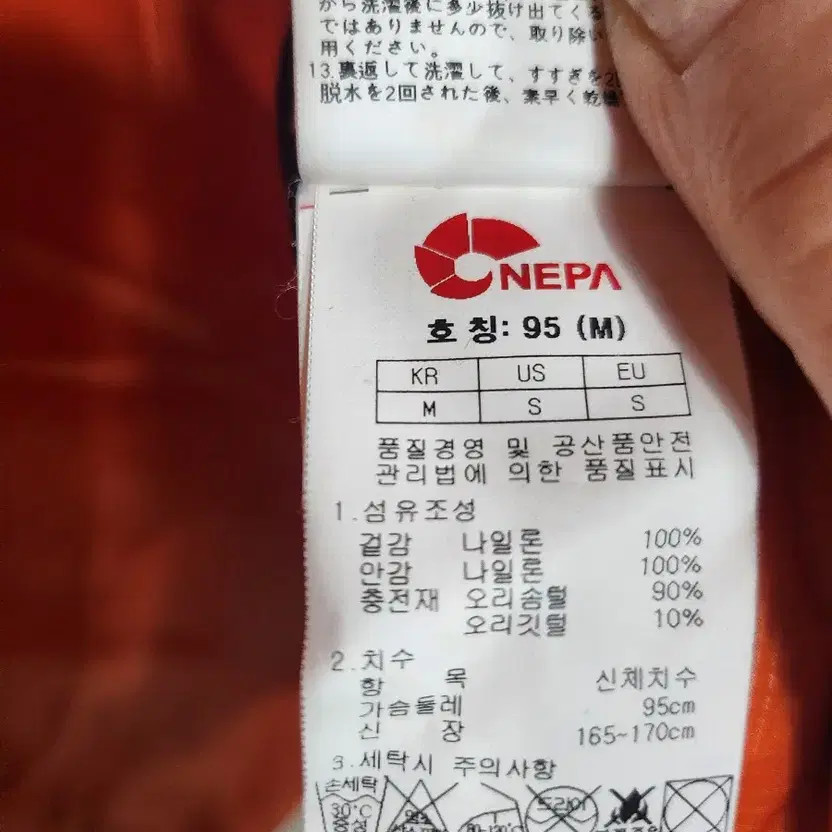 から洗濯後に多少抜け出てくる
ではありませんので、取り除い
用ください。
13.裏返して洗濯して、すすぎを2
脱水を2回された後、素早く乾燥
NEPA
호 칭: 95 (M)
KR US EU
M S S
품질경영 및 공산품안전
관리법에 의한 품질표시
1.섬유조성
겉감 나일론 100%
안감 나일론 100%
충전재 오리솜털 90%
오리깃털 10%
2.치수
항 목 신체치수
가슴둘레 95cm
신 장 165~170cm
3.세탁시 주의사항
손세탁
30℃ 드라이
중성